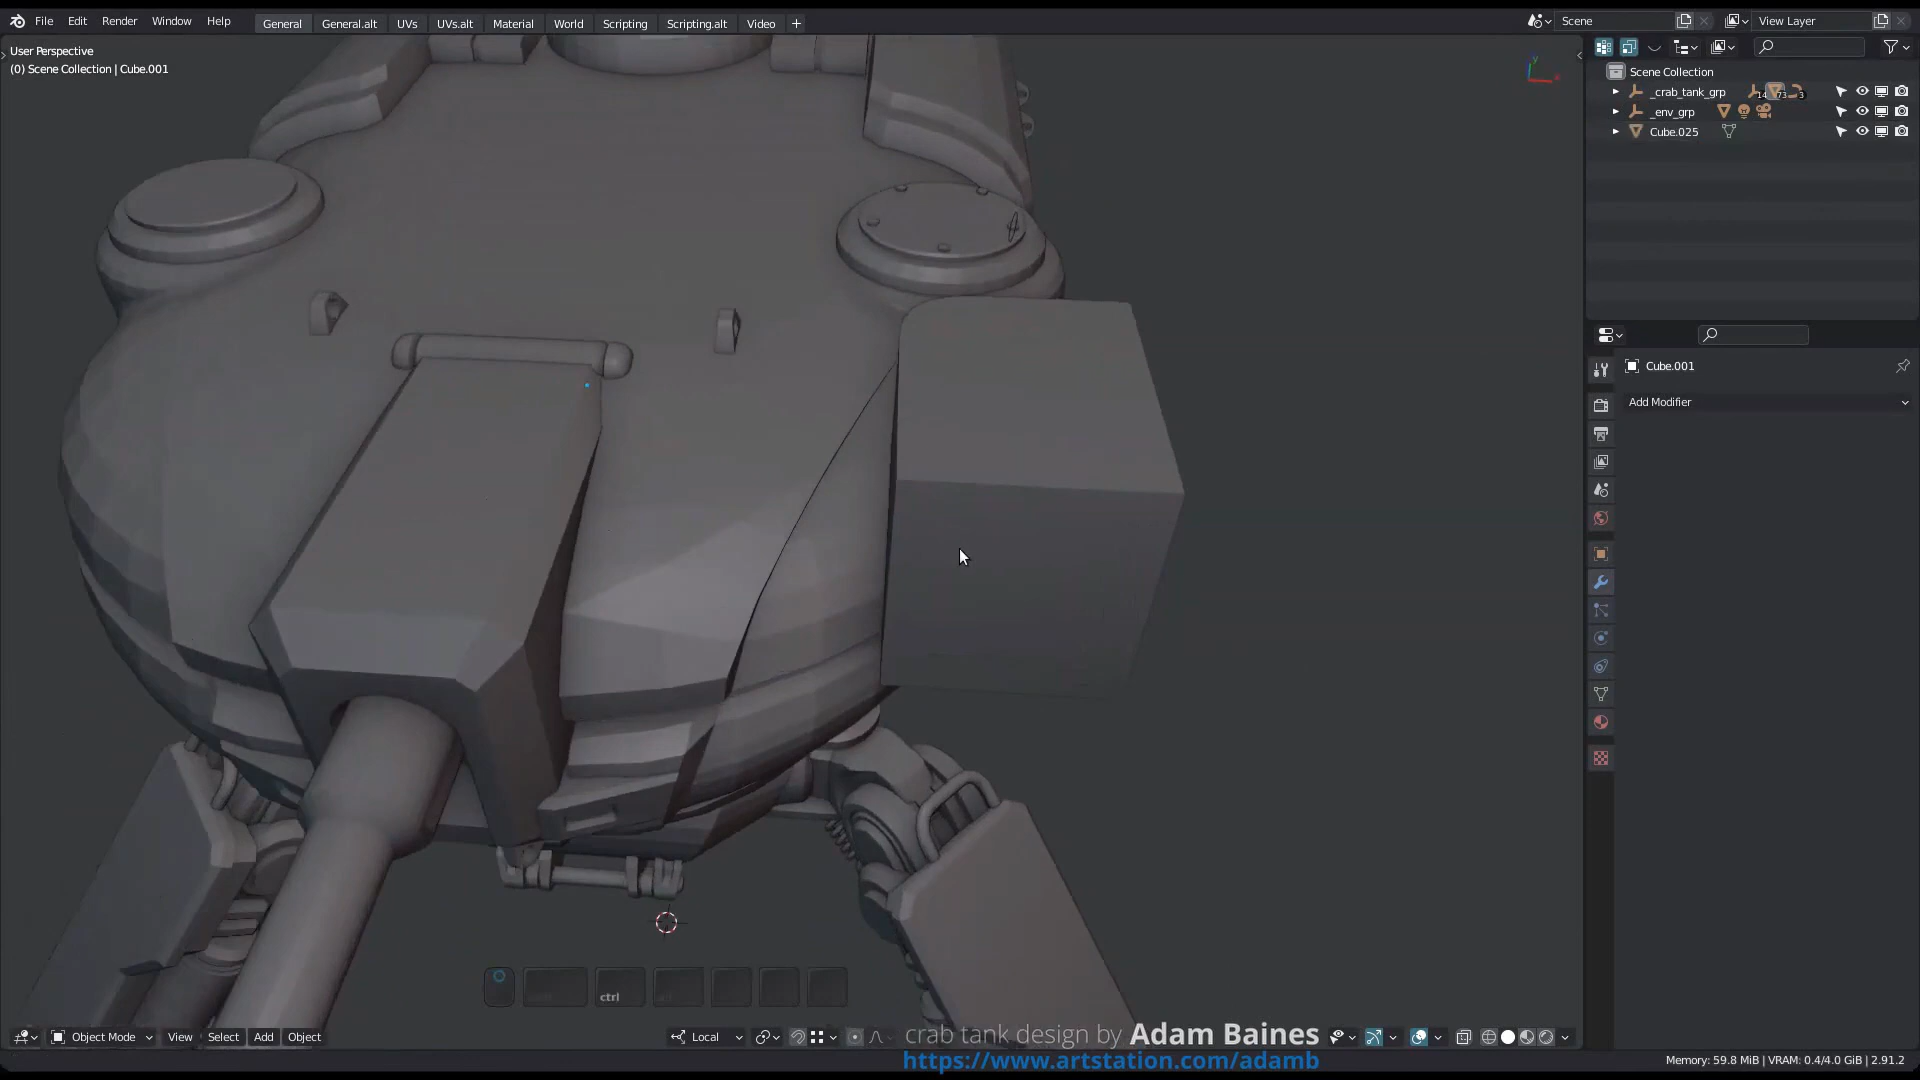 File Edit Render Window Help General General.alt UVs UVs.alt Material World Scripting Scripting.alt Video + Scene View Layer
User Perspective
(0) Scene Collection | Cube.001
Scene Collection
_crab_tank_grp 14 73 3
_env_grp
Cube.025
Cube.001
Add Modifier
ctrl
Object Mode View Select Add Object Local
crab tank design by Adam Baines
https://www.artstation.com/adamb
Memory: 59.8 MiB | VRAM: 0.4/4.0 GiB | 2.91.2